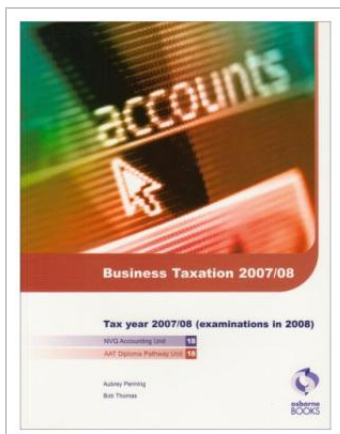 accounts
Business Taxation 2007/08
Tax year 2007/08 (examinations in 2008)
NVQ Accounting Unit 18
AAT Diploma Pathway Unit 18
Aubrey Penning
Bob Thomas
osborne
BOOKS